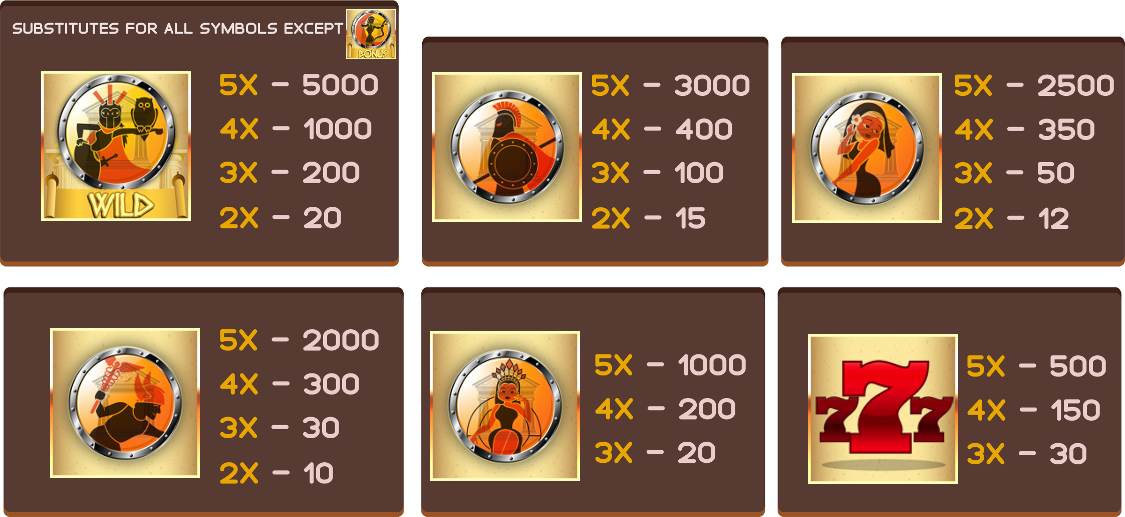 SUBSTITUTES FOR ALL SYMBOLS EXCEPT BONUS
WILD
5X - 5000
4X - 1000
3X - 200
2X - 20
5X - 3000
4X - 400
3X - 100
2X - 15
5X - 2500
4X - 350
3X - 50
2X - 12
5X - 2000
4X - 300
3X - 30
2X - 10
5X - 1000
4X - 200
3X - 20
777
5X - 500
4X - 150
3X - 30